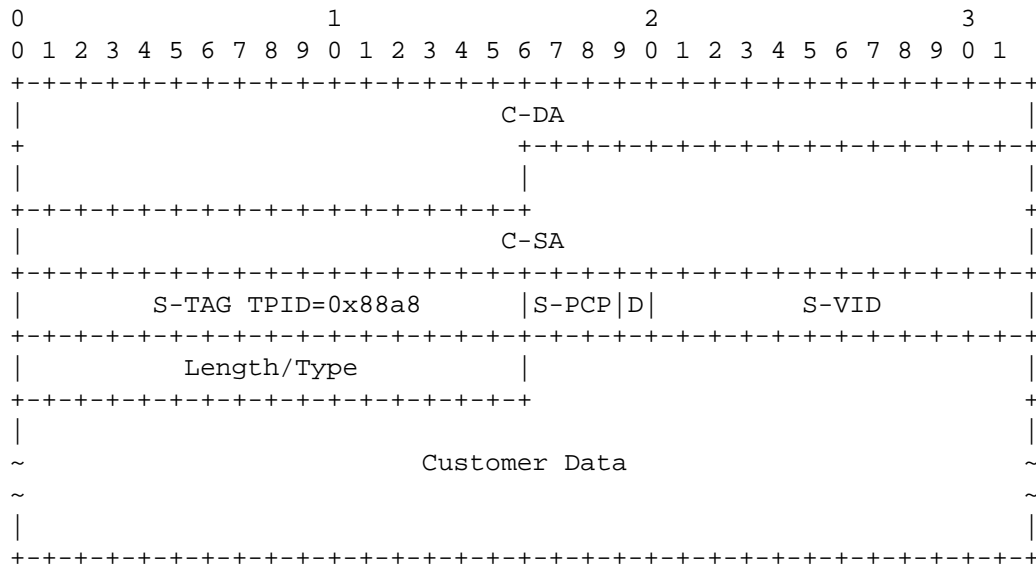 0                   1                   2                   3
0 1 2 3 4 5 6 7 8 9 0 1 2 3 4 5 6 7 8 9 0 1 2 3 4 5 6 7 8 9 0 1
+-+-+-+-+-+-+-+-+-+-+-+-+-+-+-+-+-+-+-+-+-+-+-+-+-+-+-+-+-+-+-+-+
|                              C-DA                             |
+                               +-+-+-+-+-+-+-+-+-+-+-+-+-+-+-+-+
|                               |                               |
+-+-+-+-+-+-+-+-+-+-+-+-+-+-+-+-+                               +
|                              C-SA                             |
+-+-+-+-+-+-+-+-+-+-+-+-+-+-+-+-+-+-+-+-+-+-+-+-+-+-+-+-+-+-+-+-+
|        S-TAG TPID=0x88a8      |S-PCP|D|         S-VID         |
+-+-+-+-+-+-+-+-+-+-+-+-+-+-+-+-+-+-+-+-+-+-+-+-+-+-+-+-+-+-+-+-+
|          Length/Type          |                               |
+-+-+-+-+-+-+-+-+-+-+-+-+-+-+-+-+                               +
|                                                               |
~                         Customer Data                         ~
~                                                               ~
|                                                               |
+-+-+-+-+-+-+-+-+-+-+-+-+-+-+-+-+-+-+-+-+-+-+-+-+-+-+-+-+-+-+-+-+